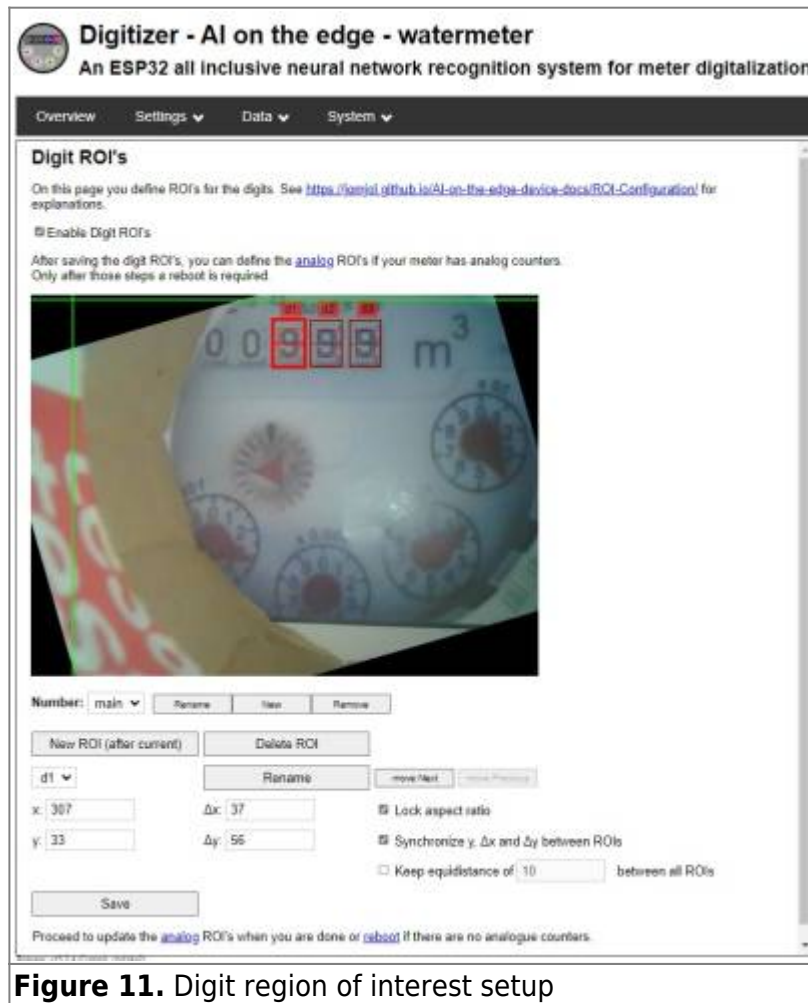 Digitizer - AI on the edge - watermeter
An ESP32 all inclusive neural network recognition system for meter digitalization
Overview Settings Data System
Digit ROI's
On this page you define ROI's for the digits. See https://jomjol.github.io/AI-on-the-edge-device-docs/ROI-Configuration/ for
explanations.
Enable Digit ROI's
After saving the digit ROI's, you can define the analog ROI's if your meter has analog counters.
Only after those steps a reboot is required
d1 d2 d3
0 0 9 9 9 m³
Number: main Rename New Remove
New ROI (after current) Delete ROI
d1 Rename move Next move Previous
x: 307 Δx: 37 Lock aspect ratio
y: 33 Δy: 56 Synchronize y, Δx and Δy between ROIs
Keep equidistance of 10 between all ROIs
Save
Proceed to update the analog ROI's when you are done or reboot if there are no analogue counters.
Figure 11. Digit region of interest setup